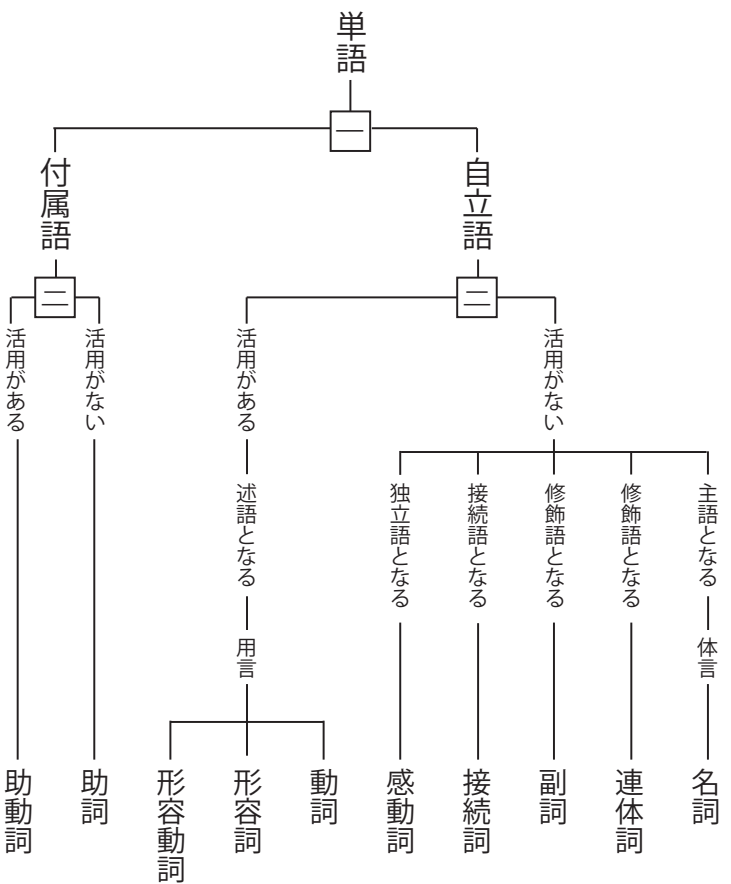 単語
一
自立語
付属語
二
二
活用がない
活用がある
活用がない
活用がある
主語となる
修飾語となる
修飾語となる
接続語となる
独立語となる
述語となる
体言
用言
名詞
連体詞
副詞
接続詞
感動詞
動詞
形容詞
形容動詞
助詞
助動詞